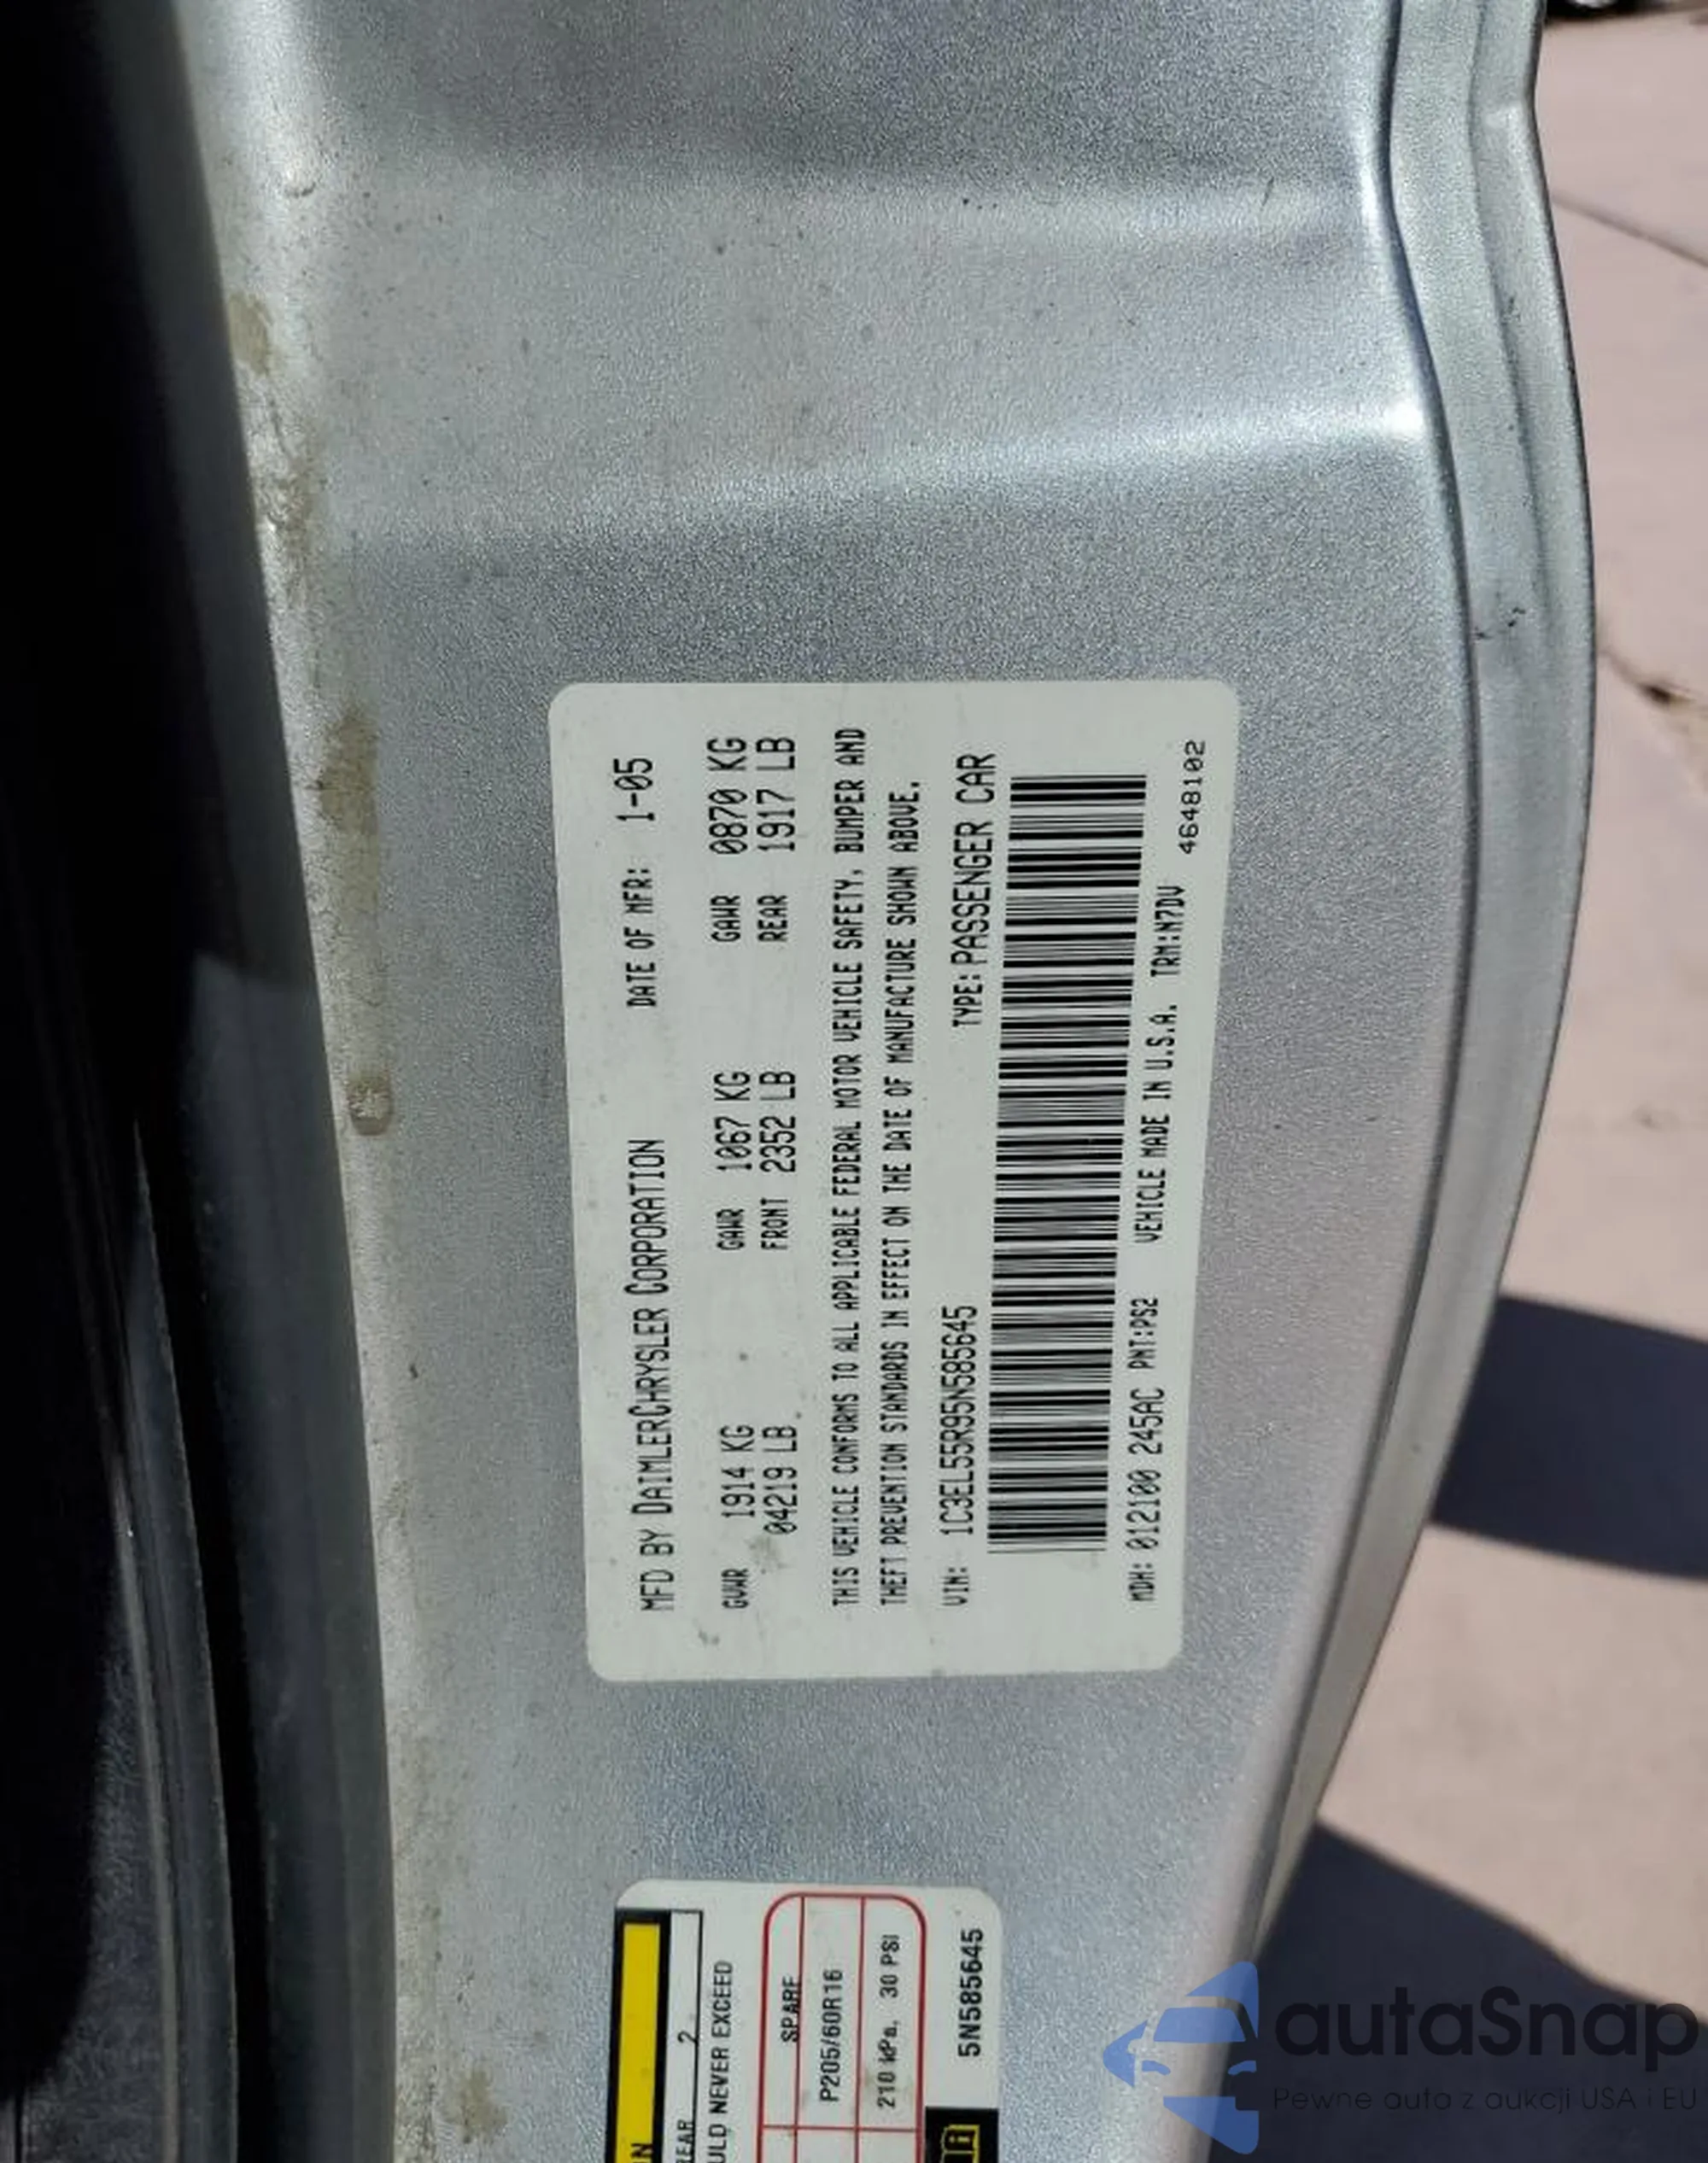 MFD BY DAIMLERCHRYSLER CORPORATION DATE OF MFR: 1-05
GVWR 1914 KG GAWR 1067 KG GAWR 0870 KG
04219 LB FRONT 2352 LB REAR 1917 LB
THIS VEHICLE CONFORMS TO ALL APPLICABLE FEDERAL MOTOR VEHICLE SAFETY, BUMPER AND
THEFT PREVENTION STANDARDS IN EFFECT ON THE DATE OF MANUFACTURE SHOWN ABOVE.
VIN: 1C3EL55R95N585645 TYPE: PASSENGER CAR
MDH: 012100 245AC PNT:PS2 VEHICLE MADE IN U.S.A. TRM:M7DV
4648102
REAR 2
ULD NEVER EXCEED
SPARE
P205/60R16
210 kPa, 30 PSI
5N585645
autaSnap
Pewne auta z aukcji USA i EU